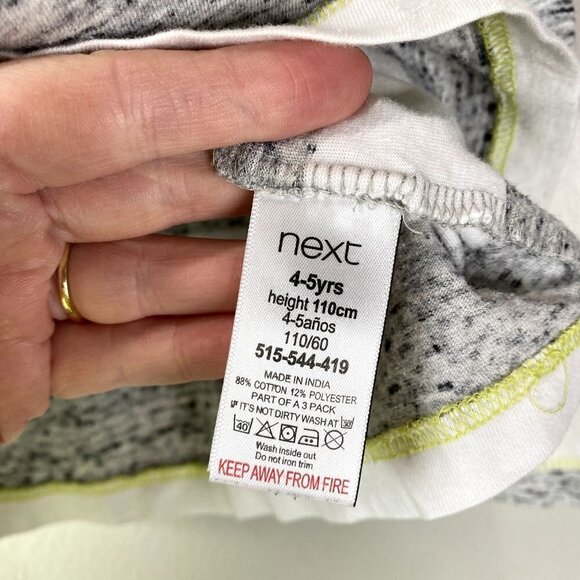 next
4-5yrs
height 110cm
4-5años
110/60
515-544-419
MADE IN INDIA
88% COTTON 12% POLYESTER
PART OF A 3 PACK
IF IT'S NOT DIRTY WASH AT 30°
40
Wash inside out
Do not iron trim
KEEP AWAY FROM FIRE